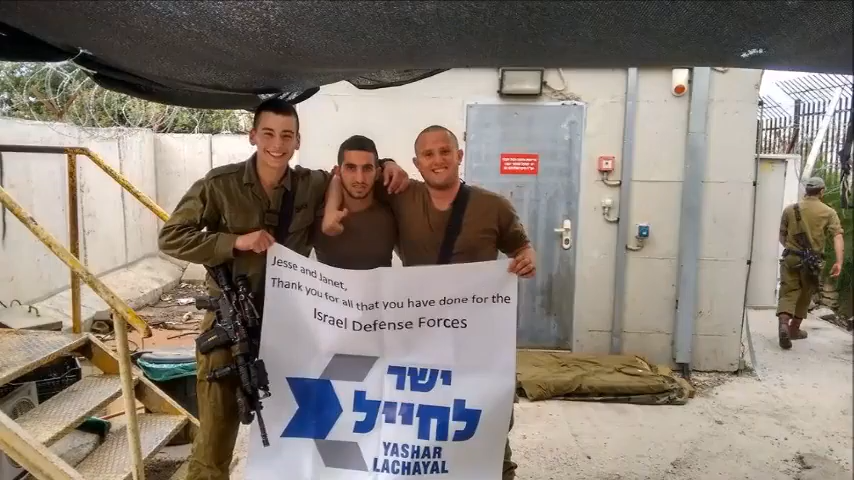 Jesse and Janet,
Thank you for all that you have done for the
Israel Defense Forces
ישר
לחייל
YASHAR
LACHAYAL